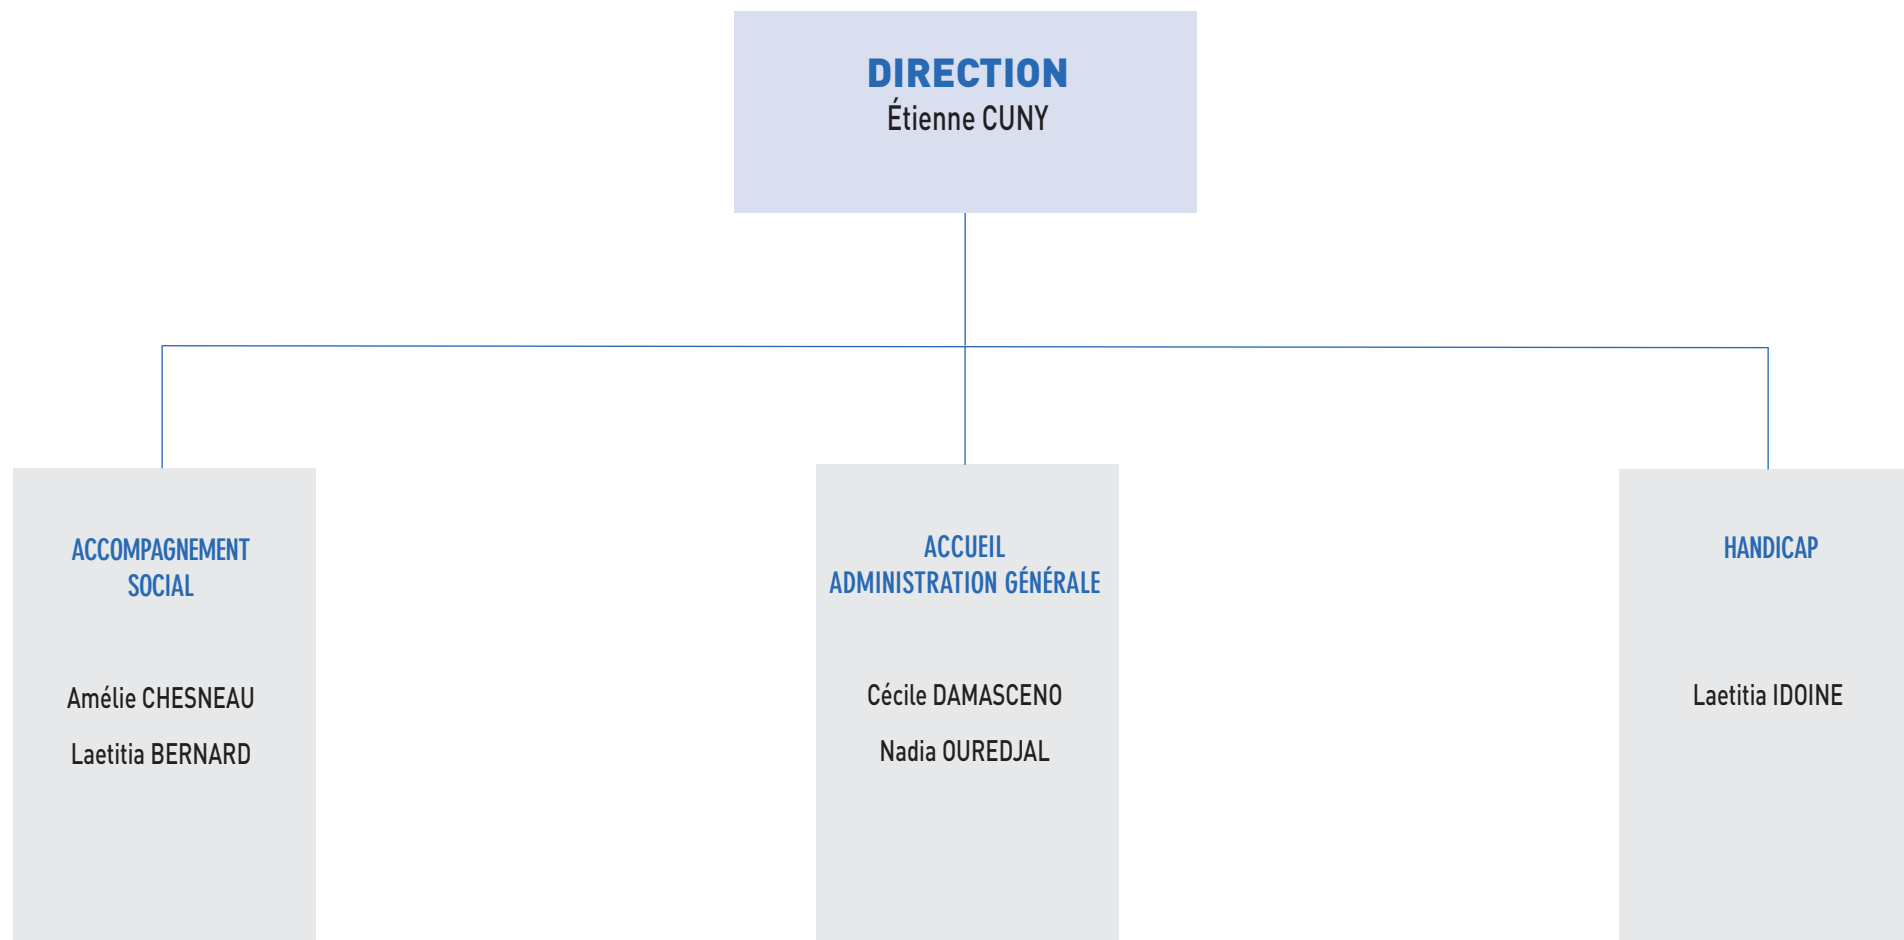 DIRECTION
Étienne CUNY
ACCOMPAGNEMENT
SOCIAL
Amélie CHESNEAU
Laetitia BERNARD
ACCUEIL
ADMINISTRATION GÉNÉRALE
Cécile DAMASCENO
Nadia OUREDJAL
HANDICAP
Laetitia IDOINE